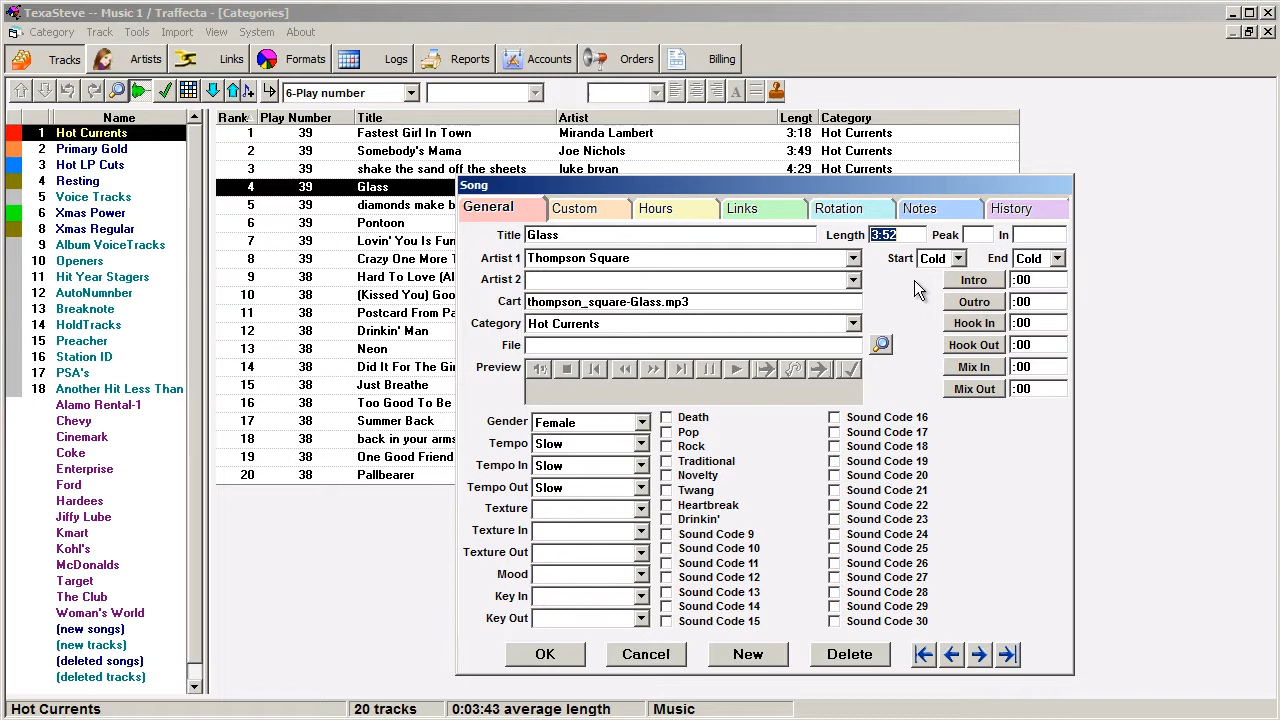 TexaSteve -- Music 1 / Traffecta - [Categories]
Category Track Tools Import View System About
Tracks Artists Links Formats Logs Reports Accounts Orders Billing
6-Play number
Name
1 Hot Currents
2 Primary Gold
3 Hot LP Cuts
4 Resting
5 Voice Tracks
6 Xmas Power
8 Xmas Regular
9 Album VoiceTracks
10 Openers
11 Hit Year Stagers
12 AutoNumnber
13 Breaknote
14 HoldTracks
15 Preacher
16 Station ID
17 PSA's
18 Another Hit Less Than
Alamo Rental-1
Chevy
Cinemark
Coke
Enterprise
Ford
Hardees
Jiffy Lube
Kmart
Kohl's
McDonalds
Target
The Club
Woman's World
(new songs)
(new tracks)
(deleted songs)
(deleted tracks)
Rank Play Number Title Artist Lengt Category
1 39 Fastest Girl In Town Miranda Lambert 3:18 Hot Currents
2 39 Somebody's Mama Joe Nichols 3:49 Hot Currents
3 39 shake the sand off the sheets luke bryan 4:29 Hot Currents
4 39 Glass
5 39 diamonds make b
6 39 Pontoon
7 39 Lovin' You Is Fun
8 39 Crazy One More T
9 39 Hard To Love (Al
10 39 (Kissed You) Goo
11 39 Postcard From P
12 39 Drinkin' Man
13 39 Neon
14 38 Did It For The Gi
15 38 Just Breathe
16 38 Too Good To Be
17 38 Summer Back
18 38 back in your arms
19 38 One Good Friend
20 38 Pallbearer
Song
General Custom Hours Links Rotation Notes History
Title Glass Length 3:52 Peak In
Artist 1 Thompson Square Start Cold End Cold
Artist 2 Intro :00
Cart thompson_square-Glass.mp3 Outro :00
Category Hot Currents Hook In :00
File Hook Out :00
Preview Mix In :00
Mix Out :00
Gender Female
Tempo Slow
Tempo In Slow
Tempo Out Slow
Texture
Texture In
Texture Out
Mood
Key In
Key Out
Death
Pop
Rock
Traditional
Novelty
Twang
Heartbreak
Drinkin'
Sound Code 9
Sound Code 10
Sound Code 11
Sound Code 12
Sound Code 13
Sound Code 14
Sound Code 15
Sound Code 16
Sound Code 17
Sound Code 18
Sound Code 19
Sound Code 20
Sound Code 21
Sound Code 22
Sound Code 23
Sound Code 24
Sound Code 25
Sound Code 26
Sound Code 27
Sound Code 28
Sound Code 29
Sound Code 30
OK Cancel New Delete
Hot Currents 20 tracks 0:03:43 average length Music